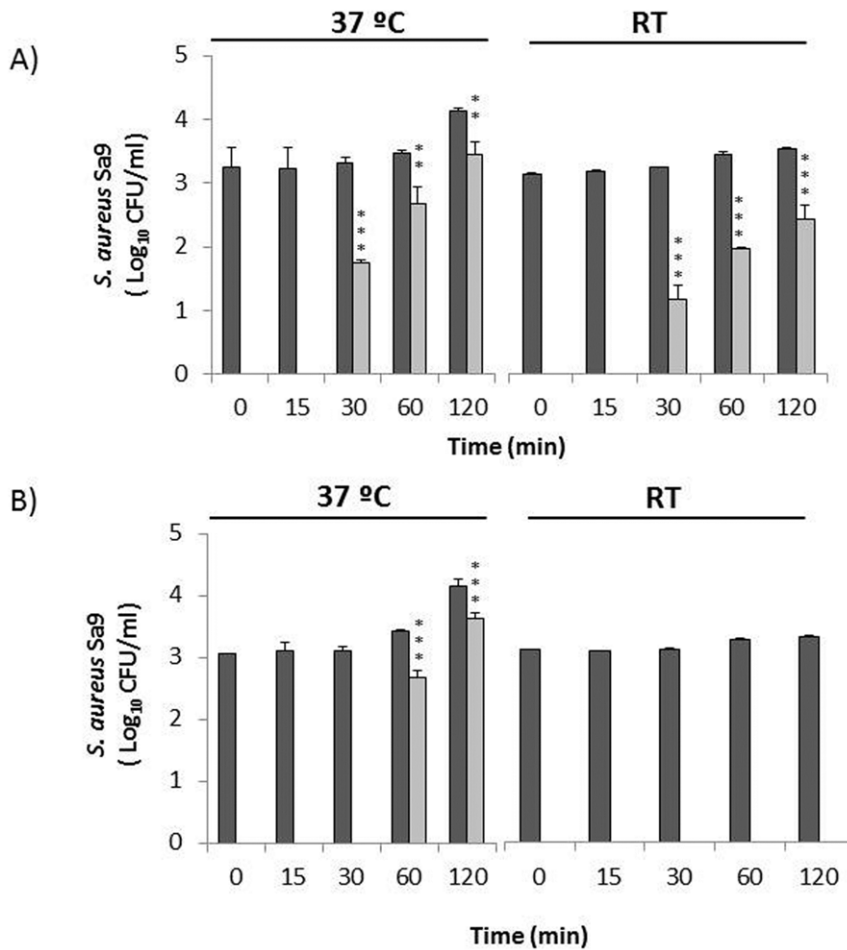 A)
37 ºC RT
S. aureus Sa9
( Log10 CFU/ml)
5
4
3
2
1
0
*** ** ** *** *** ***
0 15 30 60 120 0 15 30 60 120
Time (min)
B)
37 ºC RT
S. aureus Sa9
( Log10 CFU/ml)
5
4
3
2
1
0
*** ***
0 15 30 60 120 0 15 30 60 120
Time (min)